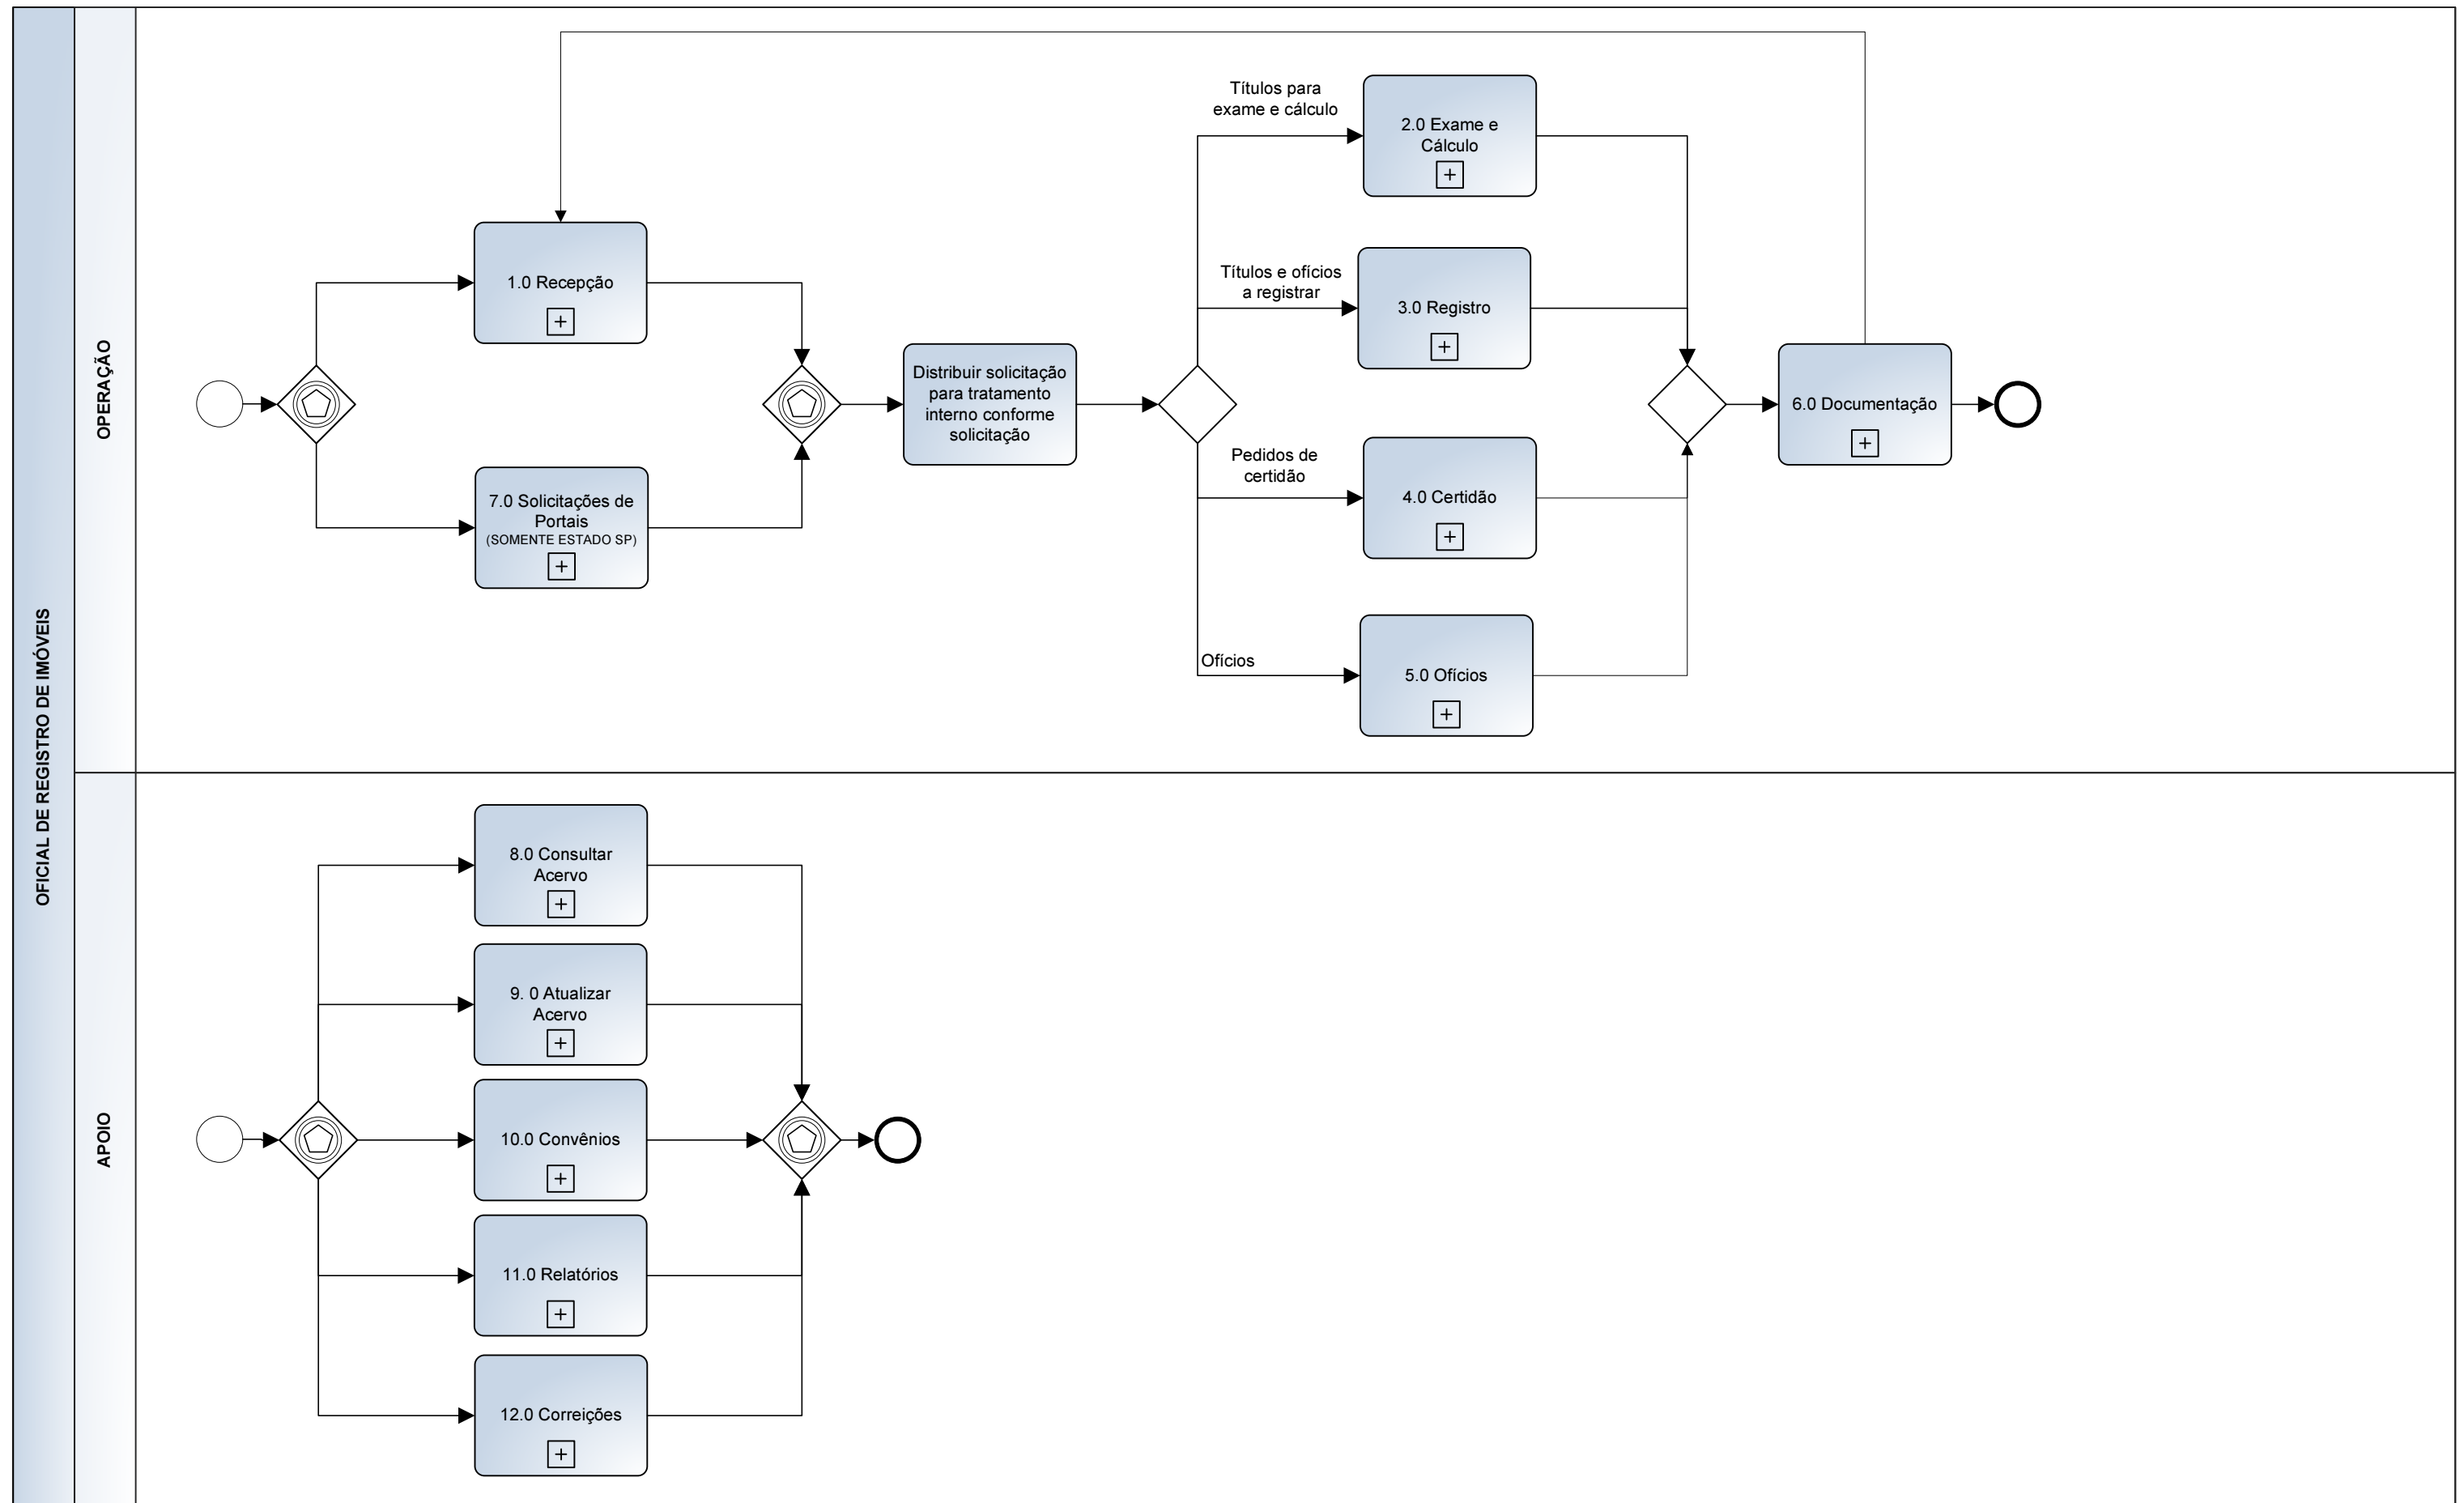 OFICIAL DE REGISTRO DE IMÓVEIS
OPERAÇÃO
1.0 Recepção
7.0 Solicitações de
Portais
(SOMENTE ESTADO SP)
Distribuir solicitação
para tratamento
interno conforme
solicitação
Títulos para
exame e cálculo
2.0 Exame e
Cálculo
Títulos e ofícios
a registrar
3.0 Registro
Pedidos de
certidão
4.0 Certidão
Ofícios
5.0 Ofícios
6.0 Documentação
APOIO
8.0 Consultar
Acervo
9. 0 Atualizar
Acervo
10.0 Convênios
11.0 Relatórios
12.0 Correições